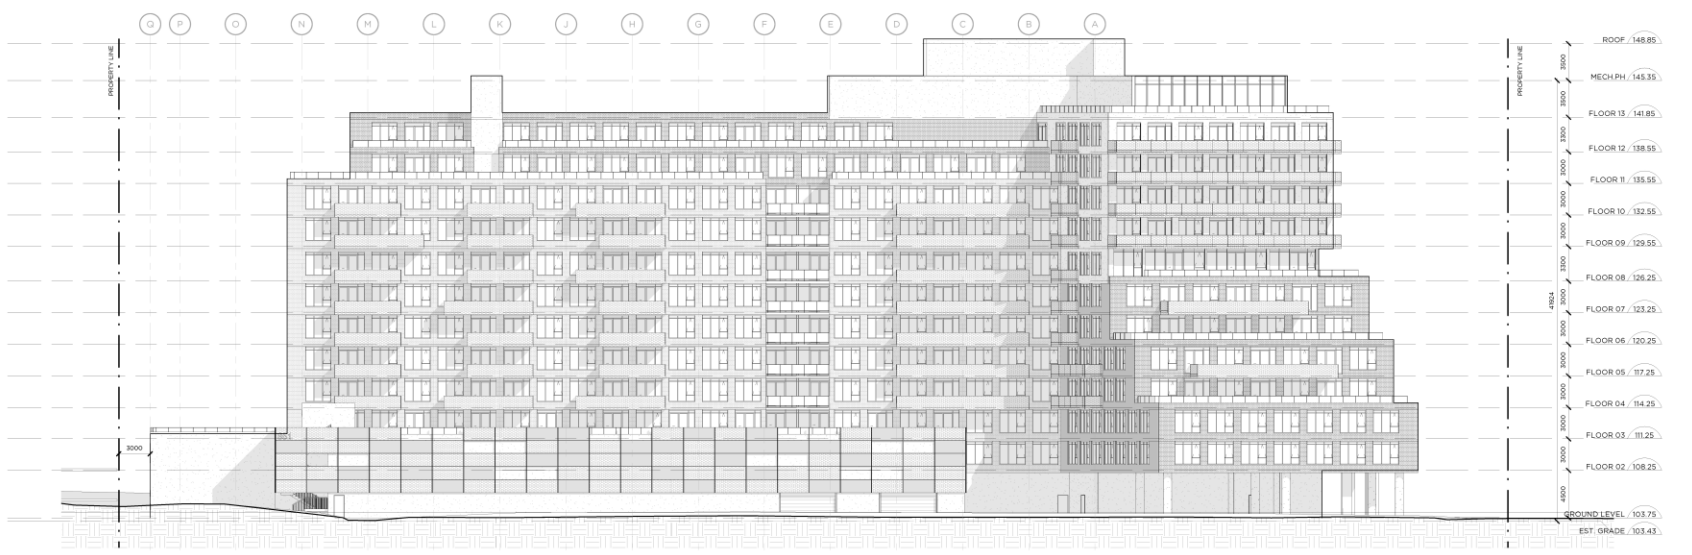 Q P O N M L K J H G F E D C B A
PROPERTY LINE
PROPERTY LINE
ROOF 148.85
3500
MECH.PH 145.35
3500
FLOOR 13 141.85
3300
FLOOR 12 138.55
3000
FLOOR 11 135.55
3000
FLOOR 10 132.55
3000
FLOOR 09 129.55
3300
FLOOR 08 126.25
3000
41924
FLOOR 07 123.25
3000
FLOOR 06 120.25
3000
FLOOR 05 117.25
3000
FLOOR 04 114.25
3000
FLOOR 03 111.25
3000
3000
FLOOR 02 108.25
4500
GROUND LEVEL 103.75
EST. GRADE 103.43